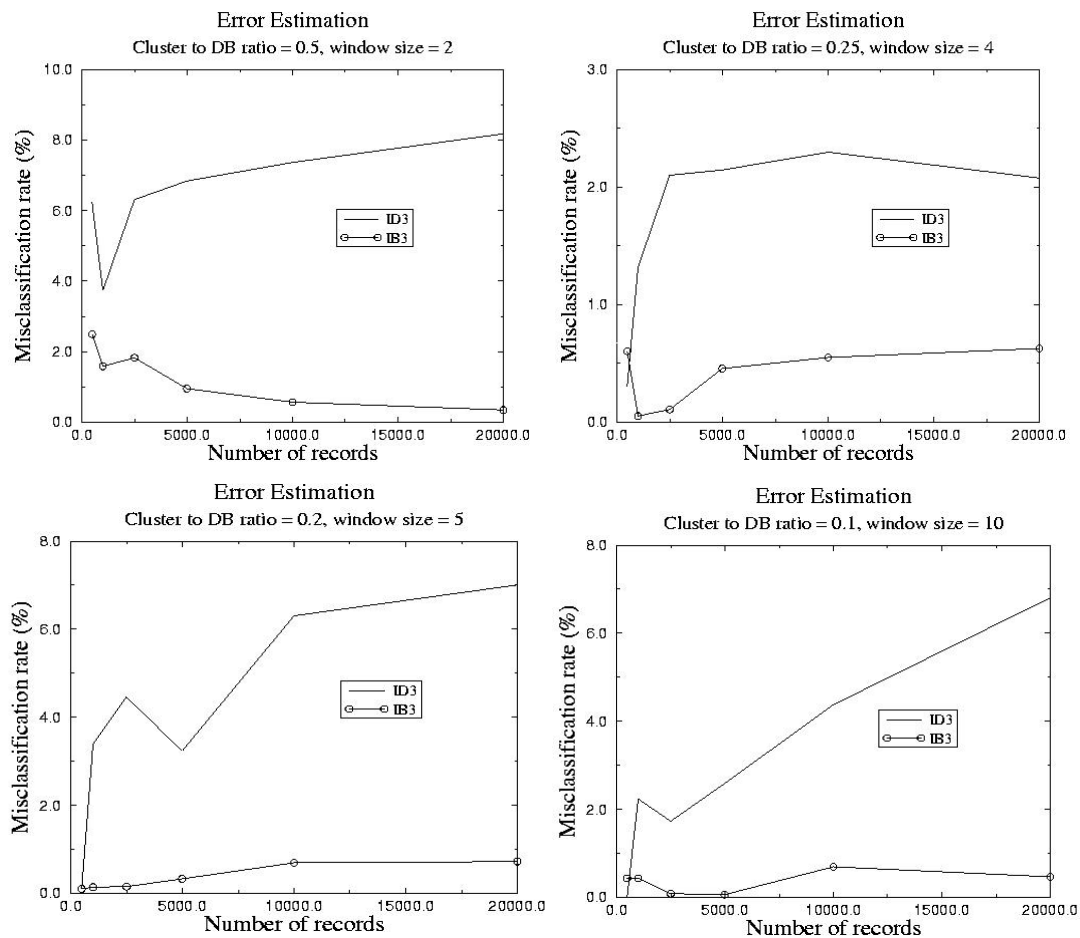 Error Estimation
Cluster to DB ratio = 0.5, window size = 2
10.0
8.0
6.0
4.0
2.0
0.0
Misclassification rate (%)
ID3
IB3
0.0 5000.0 10000.0 15000.0 20000.0
Number of records
Error Estimation
Cluster to DB ratio = 0.25, window size = 4
3.0
2.0
1.0
0.0
Misclassification rate (%)
ID3
IB3
0.0 5000.0 10000.0 15000.0 20000.0
Number of records
Error Estimation
Cluster to DB ratio = 0.2, window size = 5
8.0
6.0
4.0
2.0
0.0
Misclassification rate (%)
ID3
IB3
0.0 5000.0 10000.0 15000.0 20000.0
Number of records
Error Estimation
Cluster to DB ratio = 0.1, window size = 10
8.0
6.0
4.0
2.0
0.0
Misclassification rate (%)
ID3
IB3
0.0 5000.0 10000.0 15000.0 20000.0
Number of records